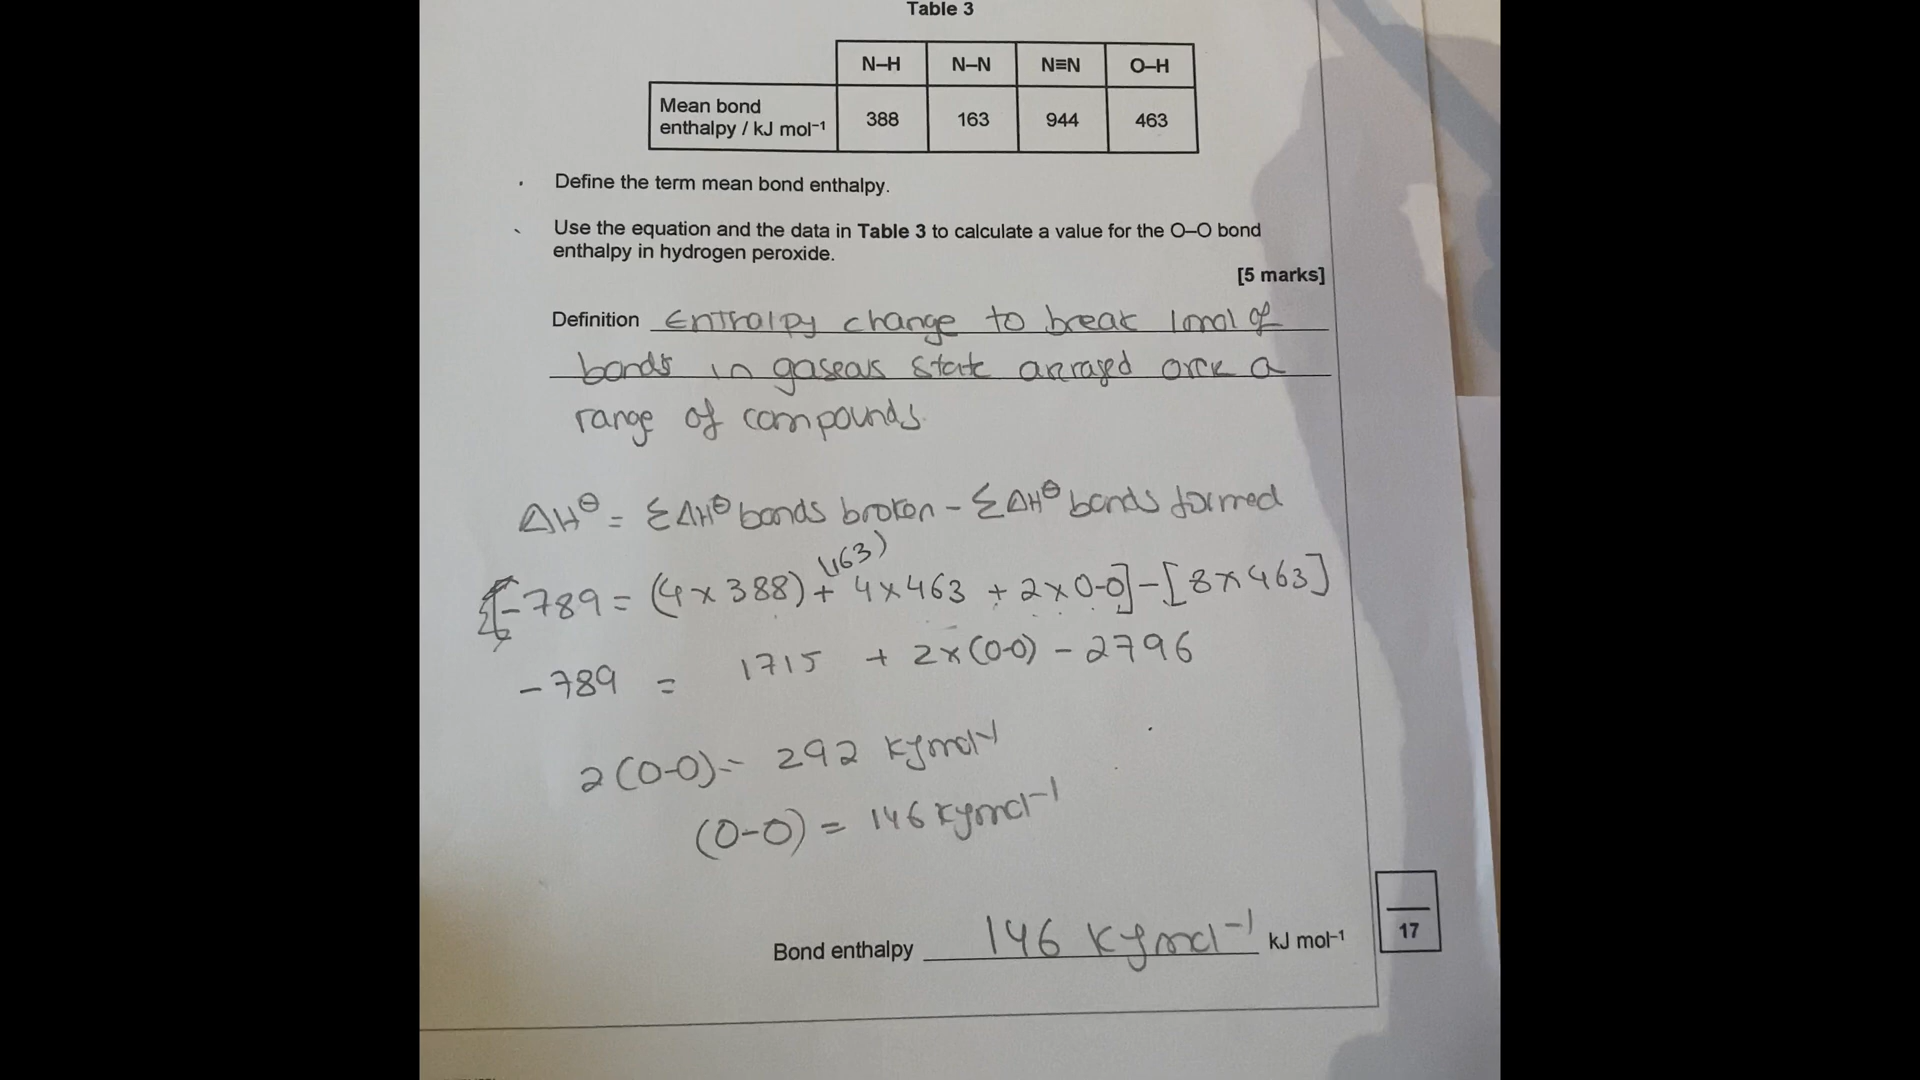 Table 3
N–H N–N N≡N O–H
Mean bond
enthalpy / kJ mol⁻¹ 388 163 944 463
Define the term mean bond enthalpy.
Use the equation and the data in Table 3 to calculate a value for the O–O bond
enthalpy in hydrogen peroxide.
[5 marks]
Definition Enthalpy change to break 1mol of
bonds in gaseous state a
range of compounds.
ΔH⊖ = ΣΔH⊖ bonds broken - ΣΔH⊖ bonds formed
(163)
-789 = (4 x 388) + 4 x 463 + 2 x O-O] - [8 x 463]
-789 = 1715 + 2x(O-O) - 2796
2(O-O) = 292 kJmol⁻¹
(O-O) = 146 kJmol⁻¹
Bond enthalpy 146 kJmol⁻¹ kJ mol⁻¹
17